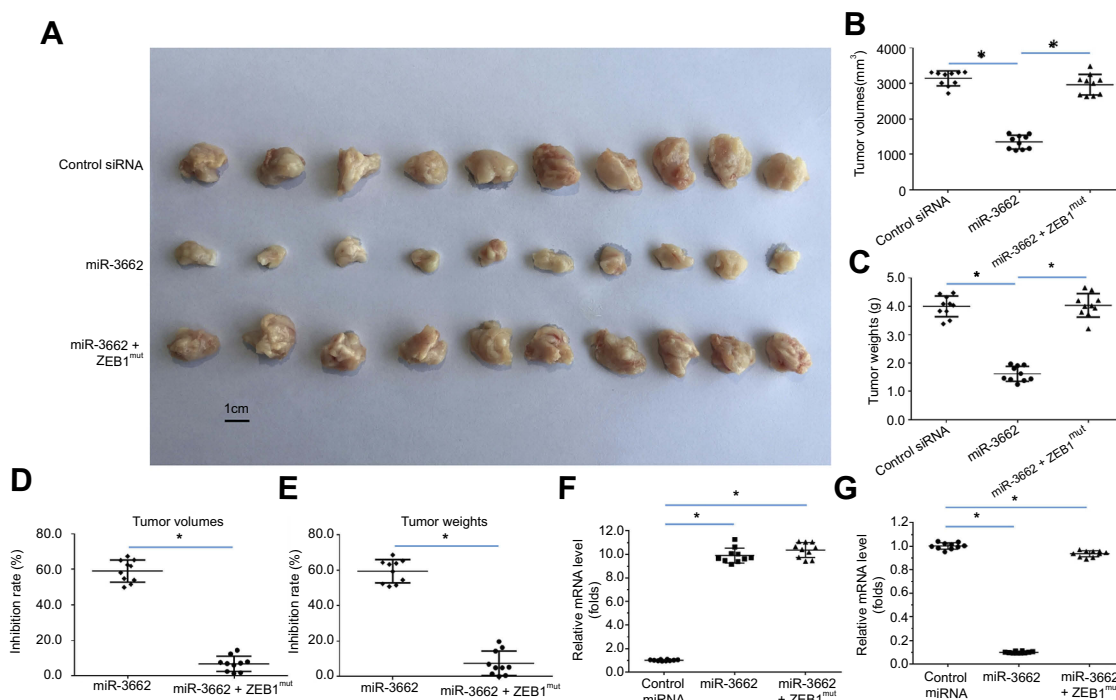 A
Control siRNA
miR-3662
miR-3662 +
ZEB1mut
1cm
B
Tumor volumes(mm3)
4000
3000
2000
1000
0
*
*
Control siRNA
miR-3662
miR-3662 + ZEB1mut
C
Tumor weights (g)
5.0
4.0
3.0
2.0
1.0
0.0
*
*
Control siRNA
miR-3662
miR-3662 + ZEB1mut
D
Tumor volumes
Inhibition rate (%)
80.0
60.0
40.0
20.0
0.0
*
miR-3662
miR-3662 + ZEB1mut
E
Tumor weights
Inhibition rate (%)
80.0
60.0
40.0
20.0
0.0
*
miR-3662
miR-3662 + ZEB1mut
F
Relative mRNA level
(folds)
12.0
10.0
8.0
6.0
4.0
2.0
1.0
0.0
*
*
Control
miRNA
miR-3662
miR-3662
+ ZEB1mut
G
Relative mRNA level
(folds)
1.2
1.0
0.8
0.6
0.4
0.2
0.0
*
*
Control
miRNA
miR-3662
miR-3662
+ ZEB1mut